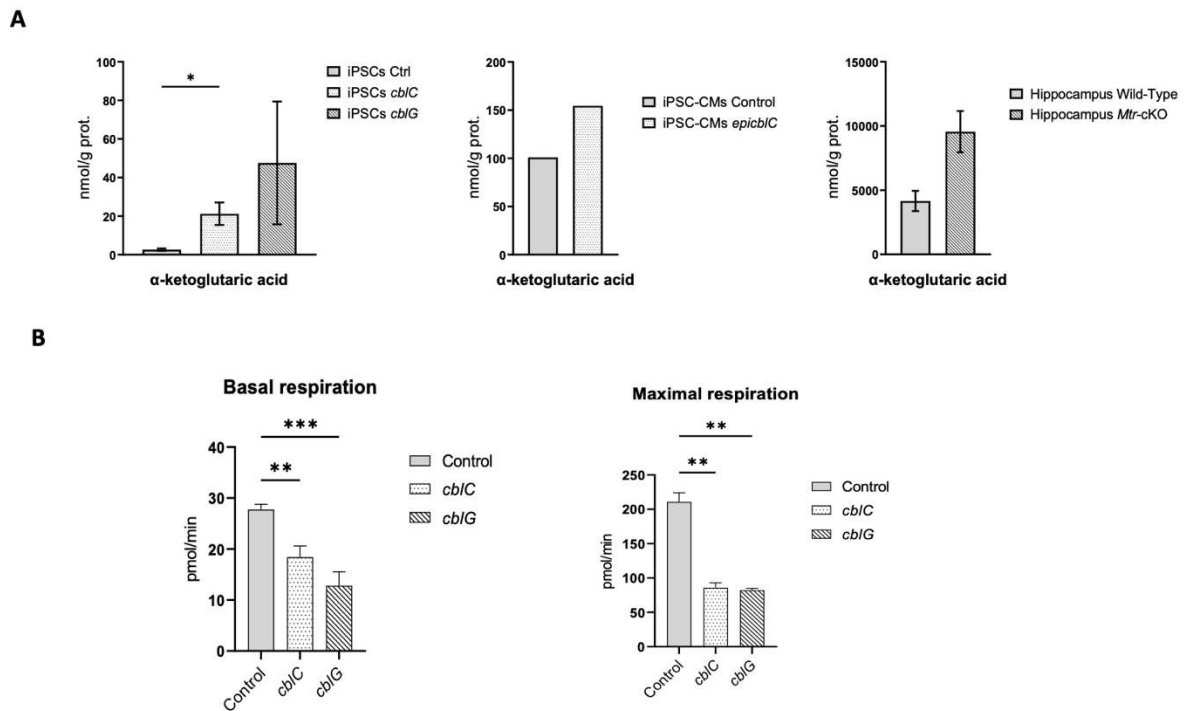 A
nmol/g prot.
100
80
60
40
20
0
*
α-ketoglutaric acid
iPSCs Ctrl
iPSCs cblC
iPSCs cblG
nmol/g prot.
200
150
100
50
0
α-ketoglutaric acid
iPSC-CMs Control
iPSC-CMs epicblC
nmol/g prot.
15000
10000
5000
0
α-ketoglutaric acid
Hippocampus Wild-Type
Hippocampus Mtr-cKO
B
Basal respiration
pmol/min
40
30
20
10
0
***
**
Control
cblC
cblG
Control
cblC
cblG
Maximal respiration
pmol/min
250
200
150
100
50
0
**
**
Control
cblC
cblG
Control
cblC
cblG